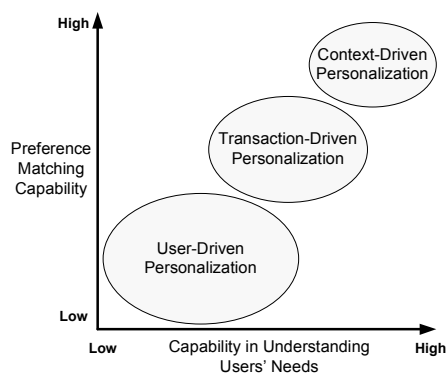 High
Context-Driven
Personalization
Transaction-Driven
Personalization
Preference
Matching
Capability
User-Driven
Personalization
Low
Low
Capability in Understanding
Users' Needs
High